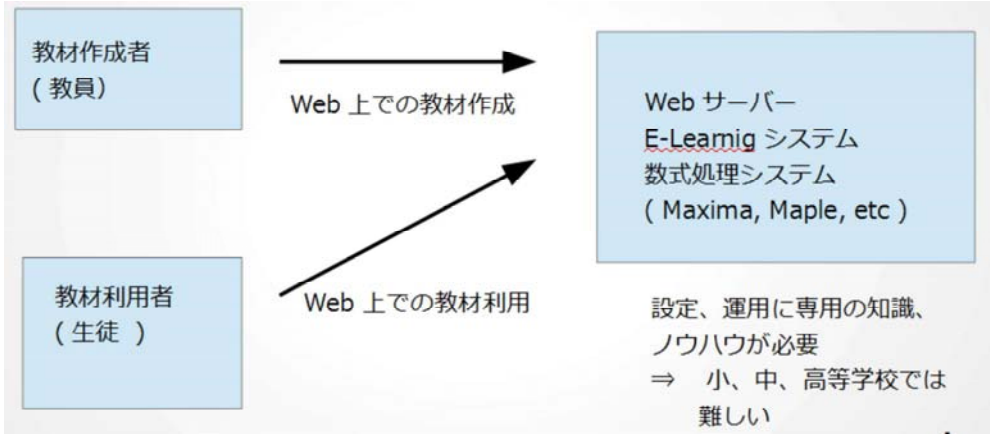 教材作成者
( 教員）
Web 上での教材作成
Web サーバー
E-Learnig システム
数式処理システム
( Maxima, Maple, etc )
教材利用者
( 生徒 )
Web 上での教材利用
設定、運用に専用の知識、
ノウハウが必要
⇒ 小、中、高等学校では
難しい